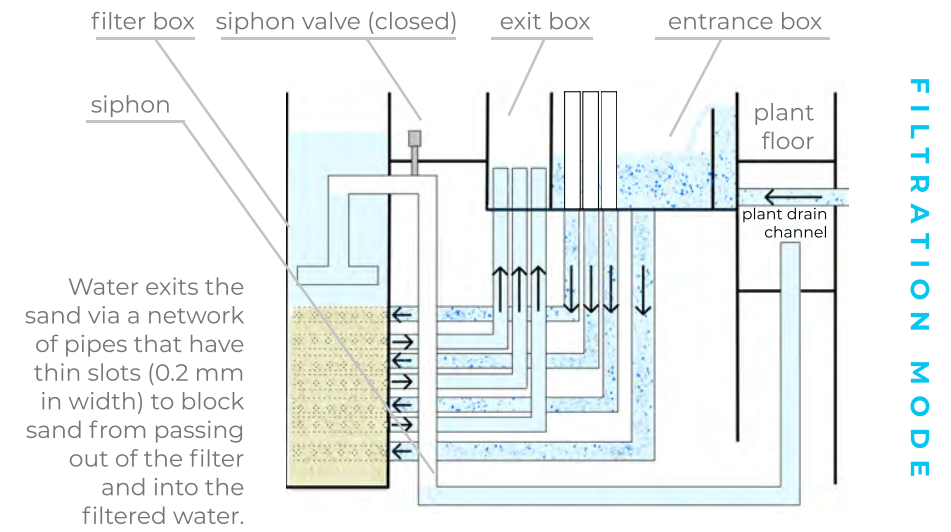 filter box
siphon valve (closed)
exit box
entrance box
siphon
plant
floor
plant drain
channel
Water exits the
sand via a network
of pipes that have
thin slots (0.2 mm
in width) to block
sand from passing
out of the filter
and into the
filtered water.
FILTRATION MODE